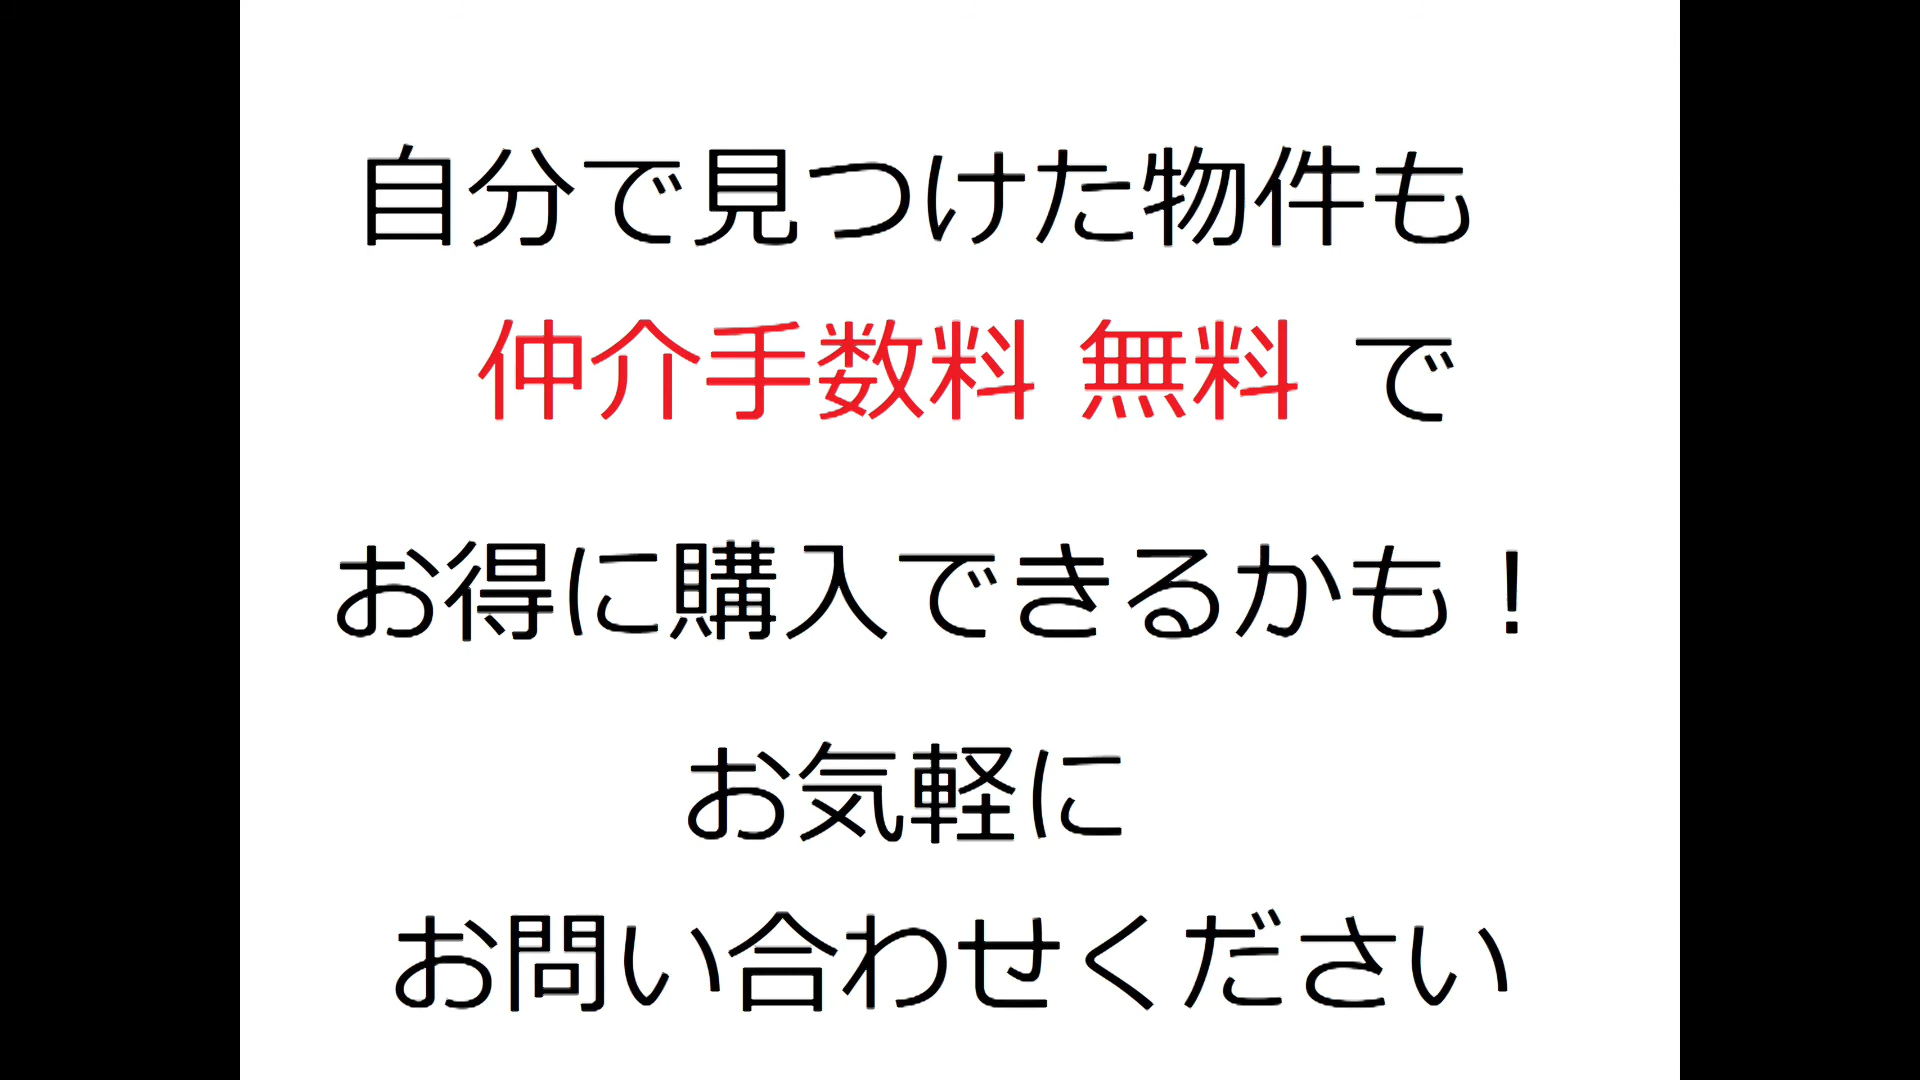 自分で見つけた物件も
仲介手数料 無料 で
お得に購入できるかも！
お気軽に
お問い合わせください